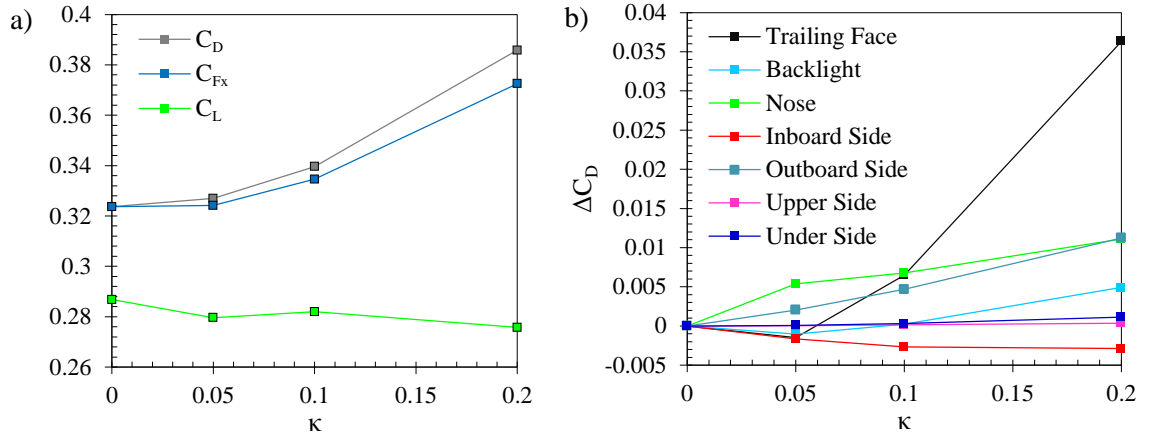 a)
0.4
0.38
0.36
0.34
0.32
0.3
0.28
0.26
C_D
C_Fx
C_L
0
0.05
0.1
0.15
0.2
κ
b)
0.04
0.035
0.03
0.025
0.02
0.015
0.01
0.005
0
-0.005
ΔC_D
Trailing Face
Backlight
Nose
Inboard Side
Outboard Side
Upper Side
Under Side
0
0.05
0.1
0.15
0.2
κ